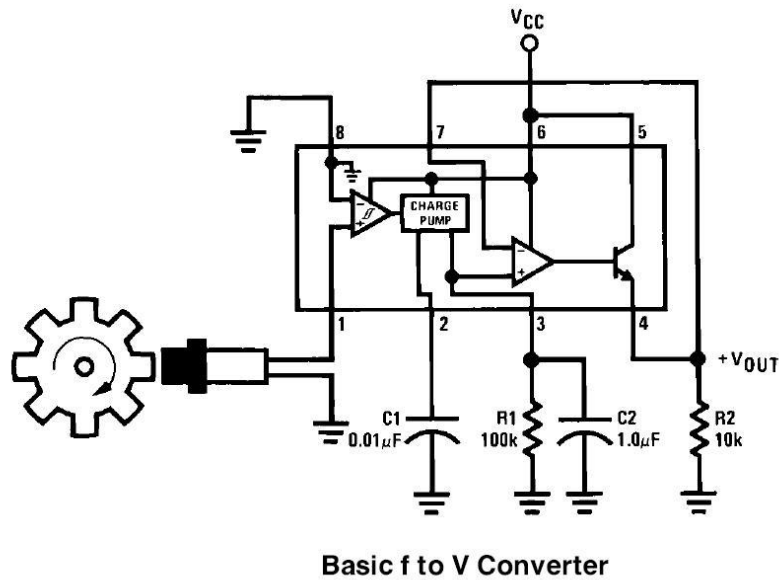 VCC
8
7
6
5
CHARGE
PUMP
1
2
3
4
+VOUT
C1
0.01μF
R1
100k
C2
1.0μF
R2
10k
Basic f to V Converter